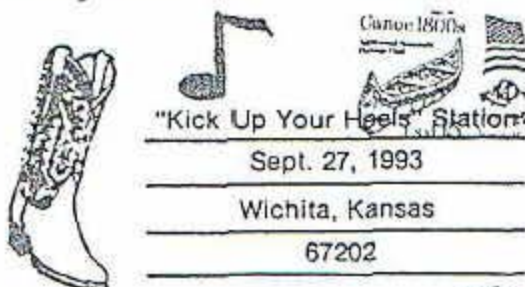 Canoe 1800s
"Kick Up Your Heels" Station
Sept. 27, 1993
Wichita, Kansas
67202